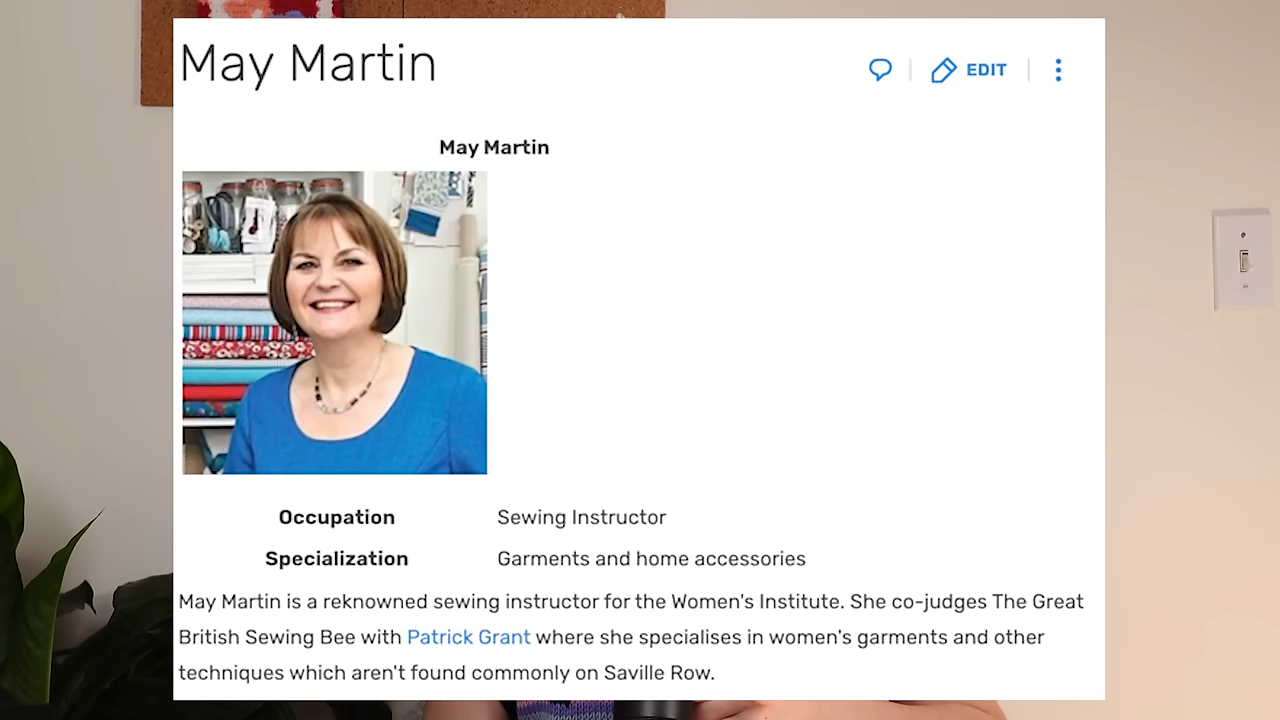 May Martin
EDIT
May Martin
Occupation Sewing Instructor
Specialization Garments and home accessories
May Martin is a reknowned sewing instructor for the Women's Institute. She co-judges The Great
British Sewing Bee with Patrick Grant where she specialises in women's garments and other
techniques which aren't found commonly on Saville Row.